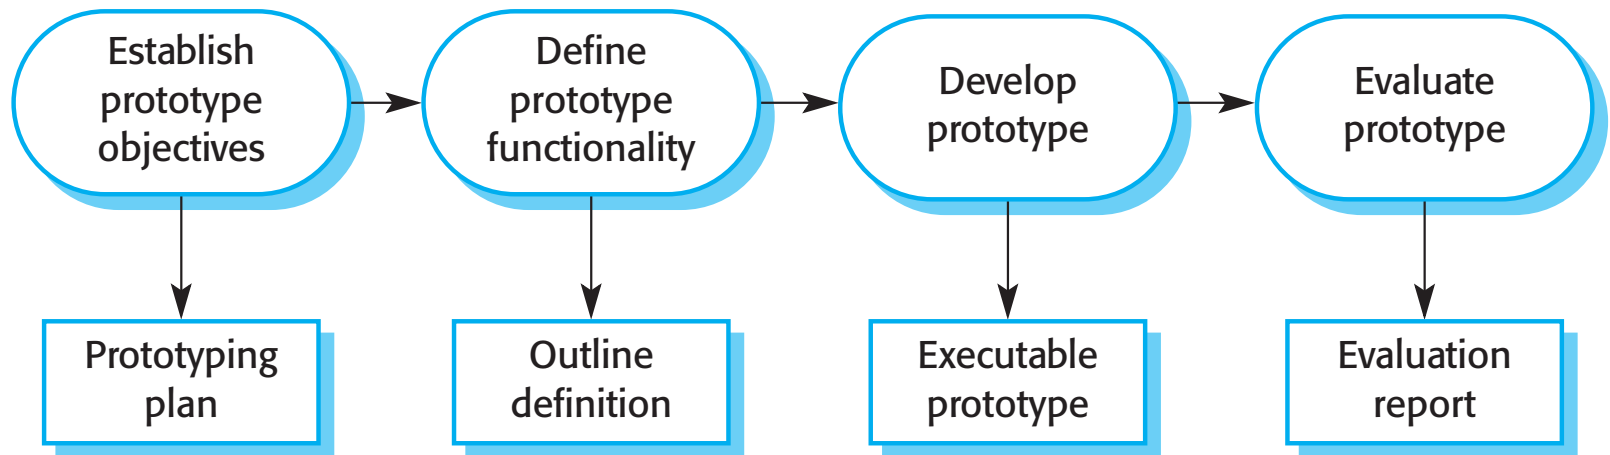 Establish
prototype
objectives
Define
prototype
functionality
Develop
prototype
Evaluate
prototype
Prototyping
plan
Outline
definition
Executable
prototype
Evaluation
report